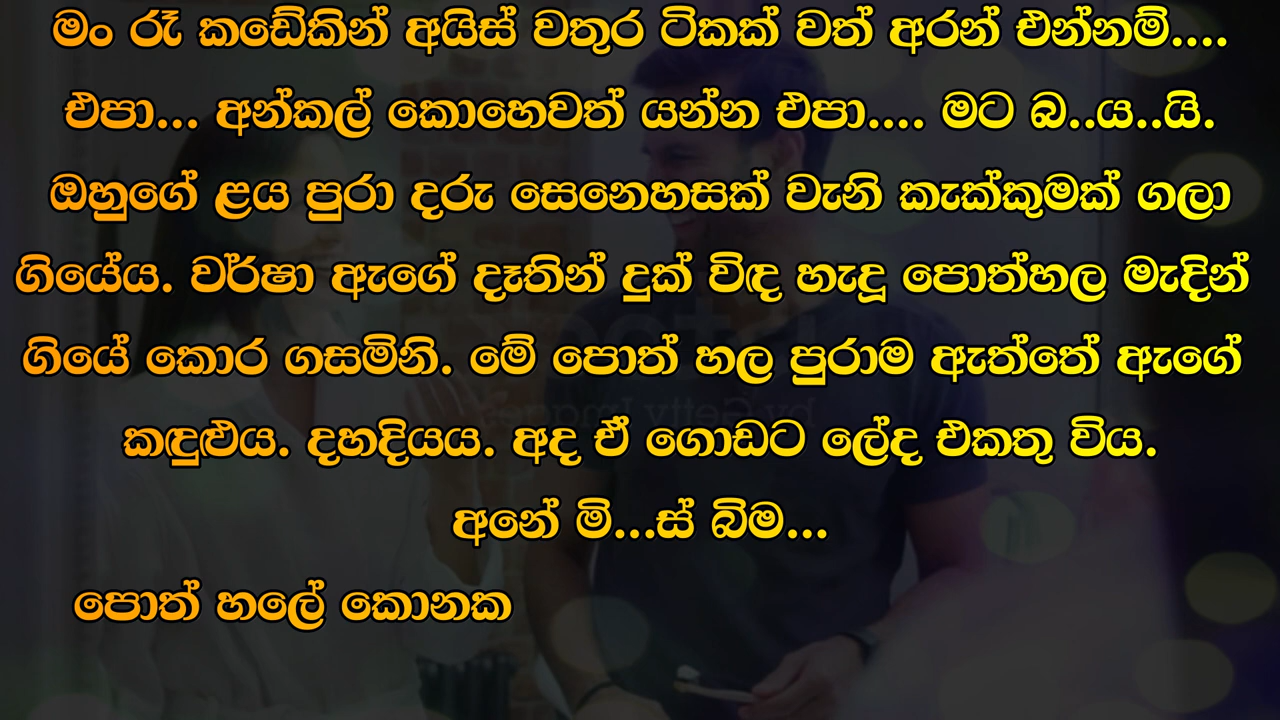 මං රෑ කඩේකින් අයිස් වතුර ටිකක් වත් අරන් එන්නම්....
එපා... අන්කල් කොහෙවත් යන්න එපා.... මට බ..ය..යි.
ඔහුගේ ළය පුරා දරු සෙනෙහසක් වැනි කැක්කුමක් ගලා
ගියේය. වර්ෂා ඇගේ දෑතින් දුක් විඳ හැදූ පොත්හල මැදින්
ගියේ කොර ගසමිනි. මේ පොත් හල පුරාම ඇත්තේ ඇගේ
කඳුළුය. දහදියය. අද ඒ ගොඩට ලේද එකතු විය.
අනේ මි...ස් බිම...
පොත් හලේ කොනක